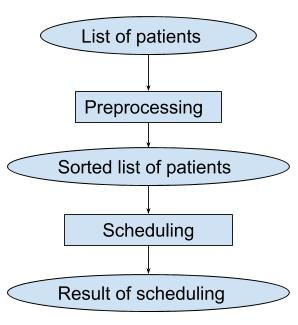 List of patients
Preprocessing
Sorted list of patients
Scheduling
Result of scheduling